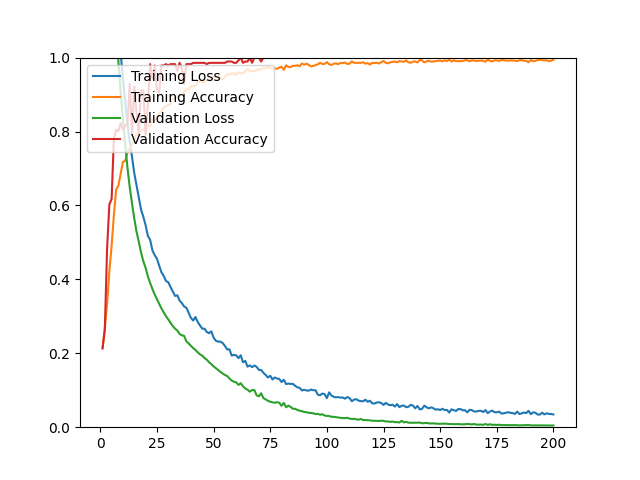 1.0
0.8
0.6
0.4
0.2
0.0
Training Loss
Training Accuracy
Validation Loss
Validation Accuracy
0 25 50 75 100 125 150 175 200